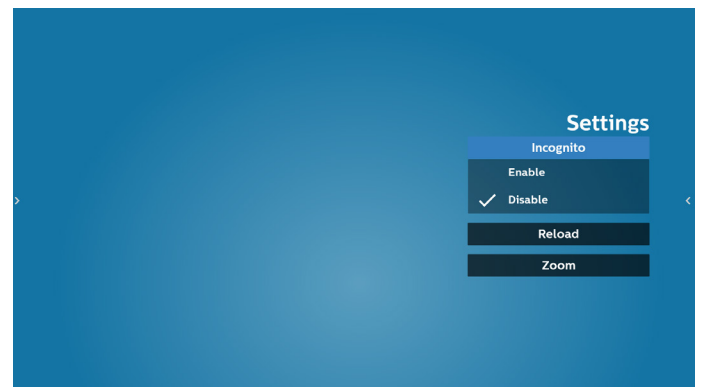 Settings
Incognito
Enable
Disable
Reload
Zoom